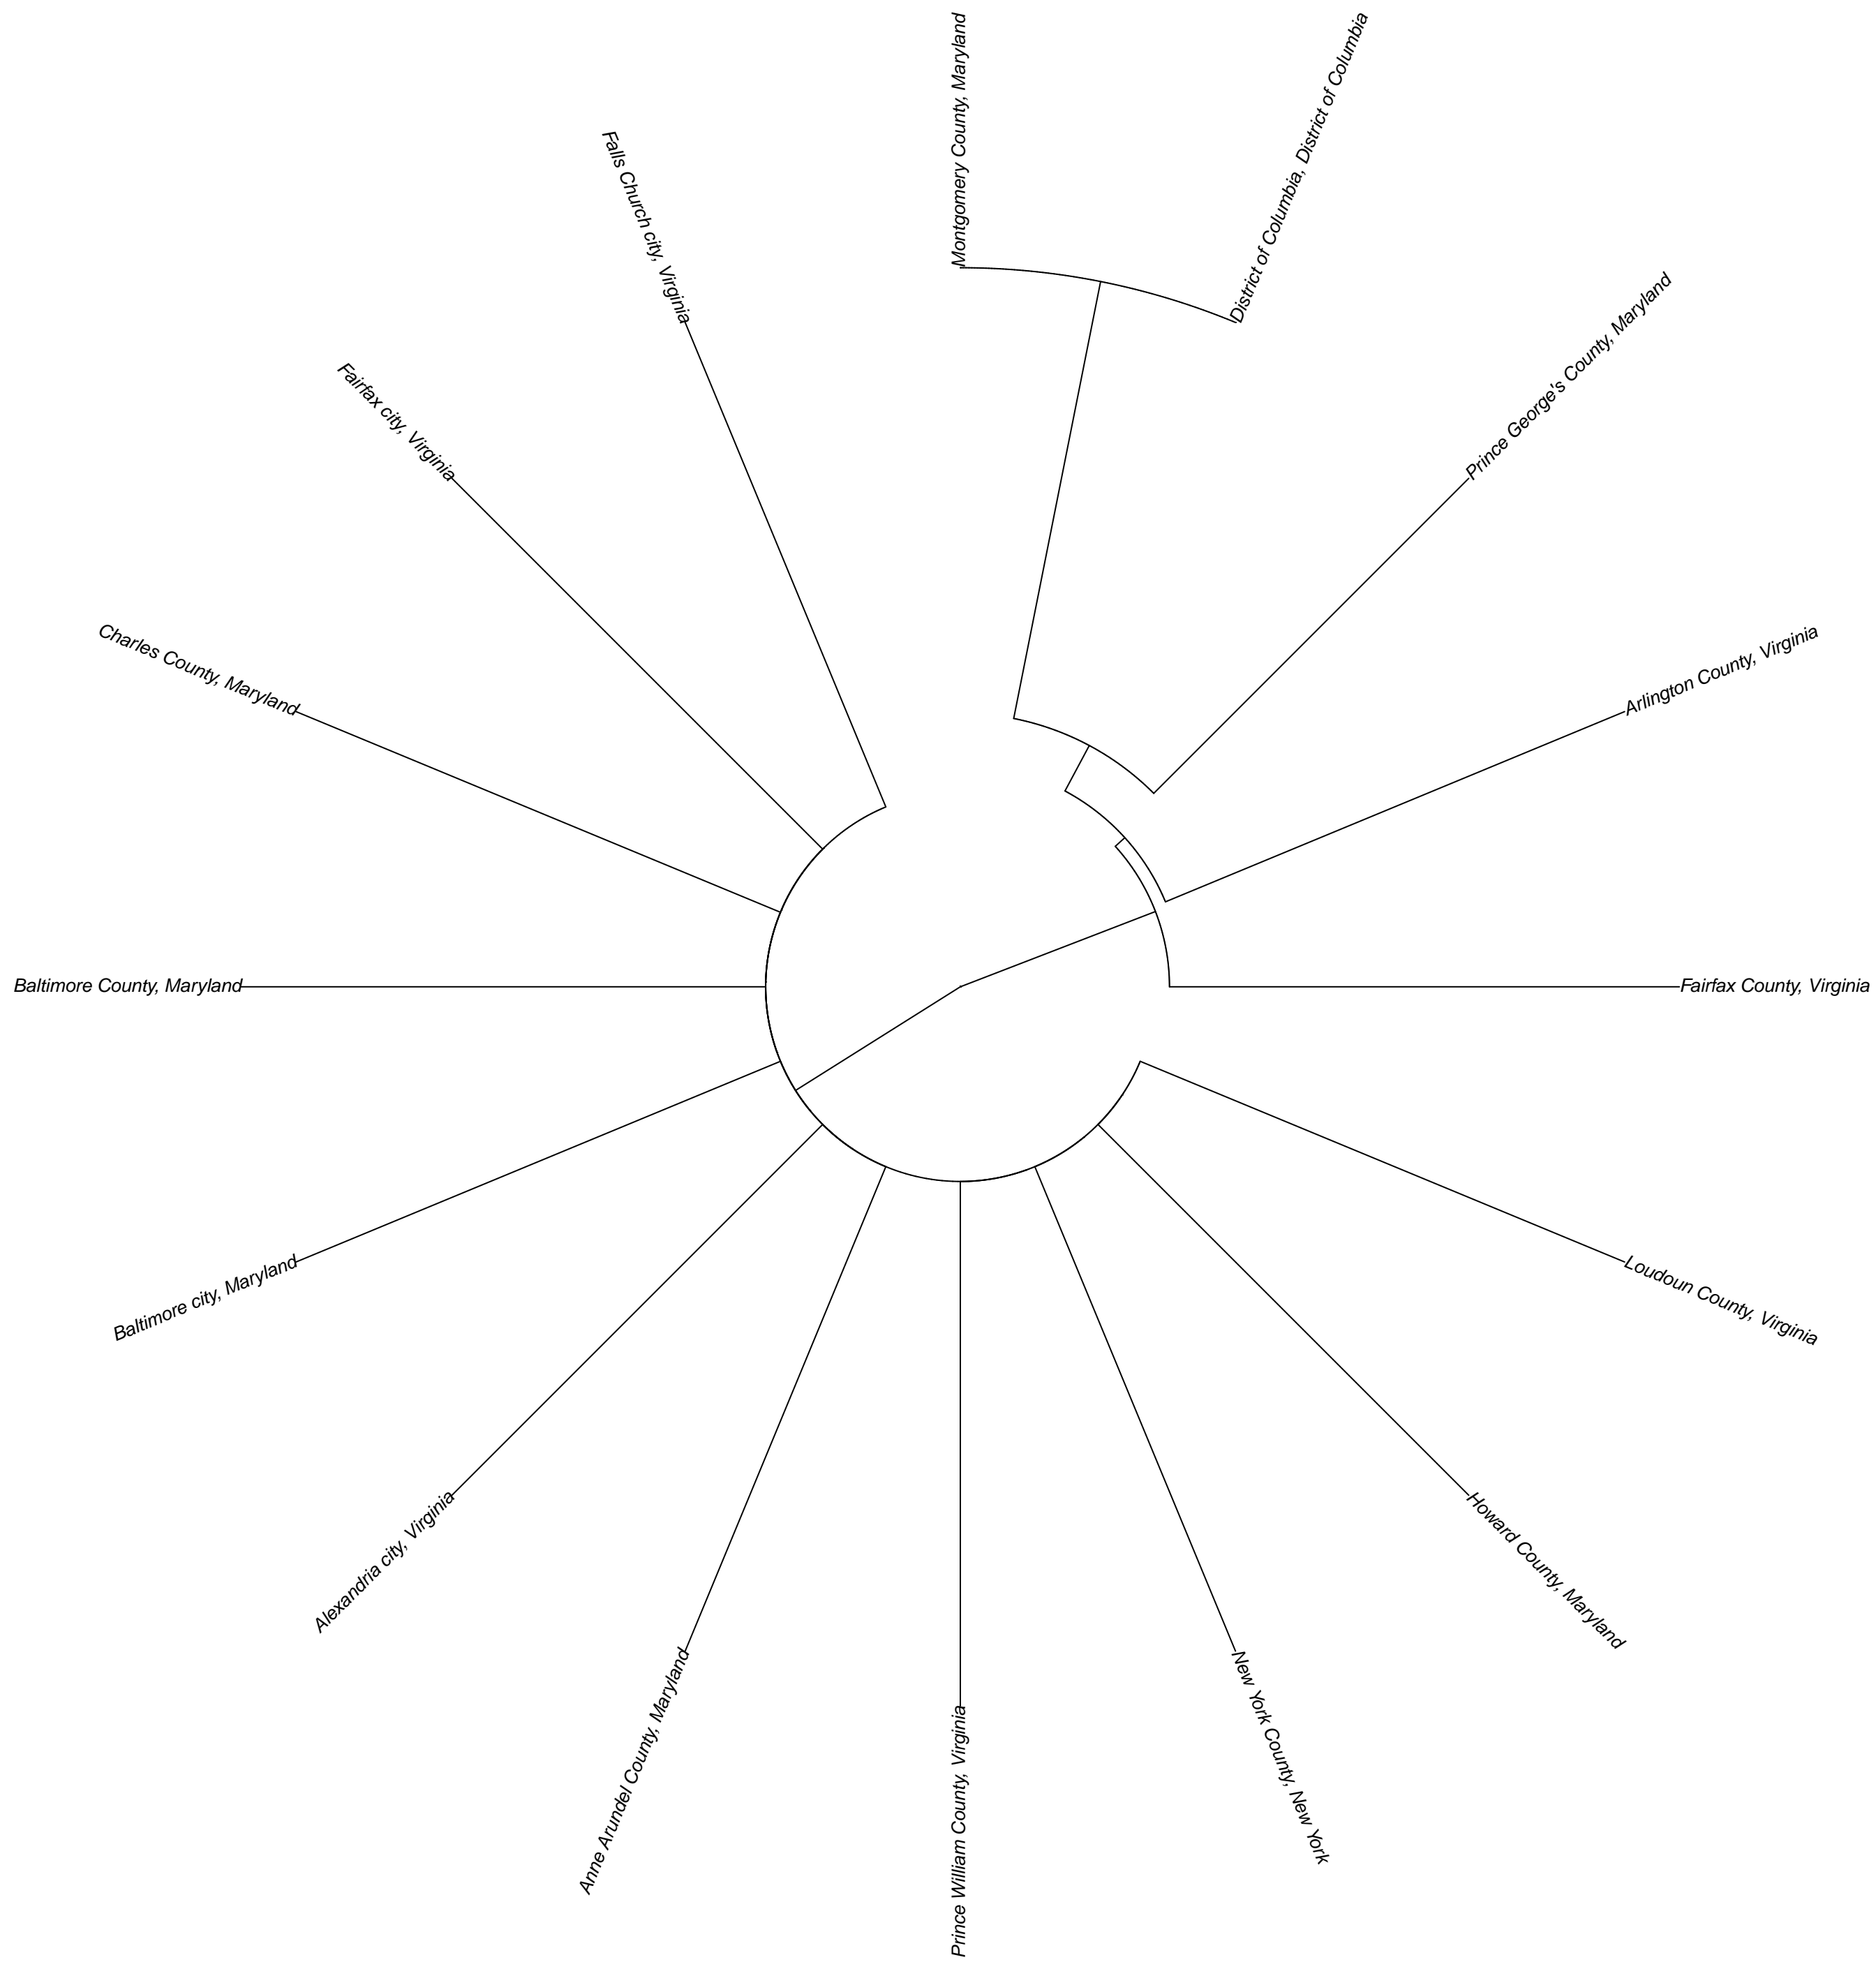 Montgomery County, Maryland
District of Columbia, District of Columbia
Prince George's County, Maryland
Arlington County, Virginia
Fairfax County, Virginia
Loudoun County, Virginia
Howard County, Maryland
New York County, New York
Prince William County, Virginia
Anne Arundel County, Maryland
Alexandria city, Virginia
Baltimore city, Maryland
Baltimore County, Maryland
Charles County, Maryland
Fairfax city, Virginia
Falls Church city, Virginia